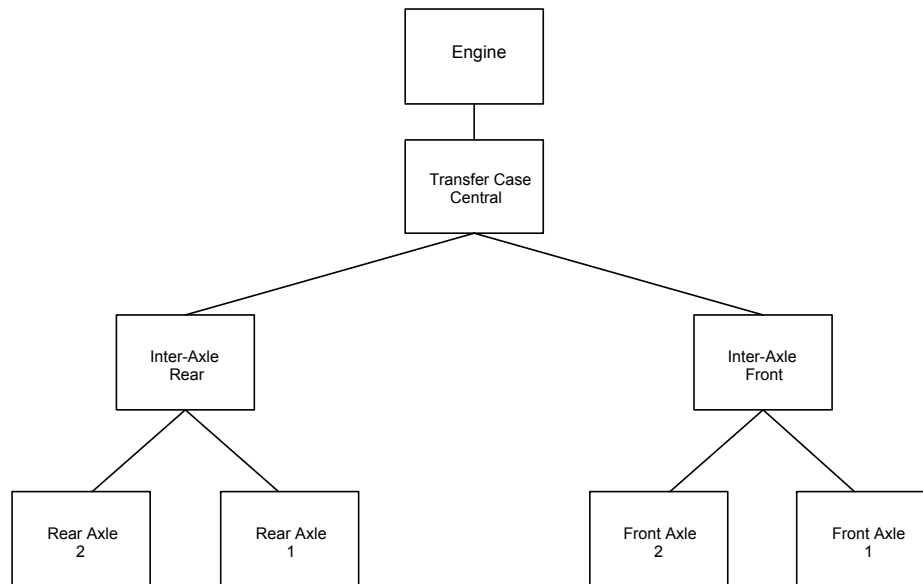 Engine
Transfer Case
Central
Inter-Axle
Rear
Inter-Axle
Front
Rear Axle
2
Rear Axle
1
Front Axle
2
Front Axle
1